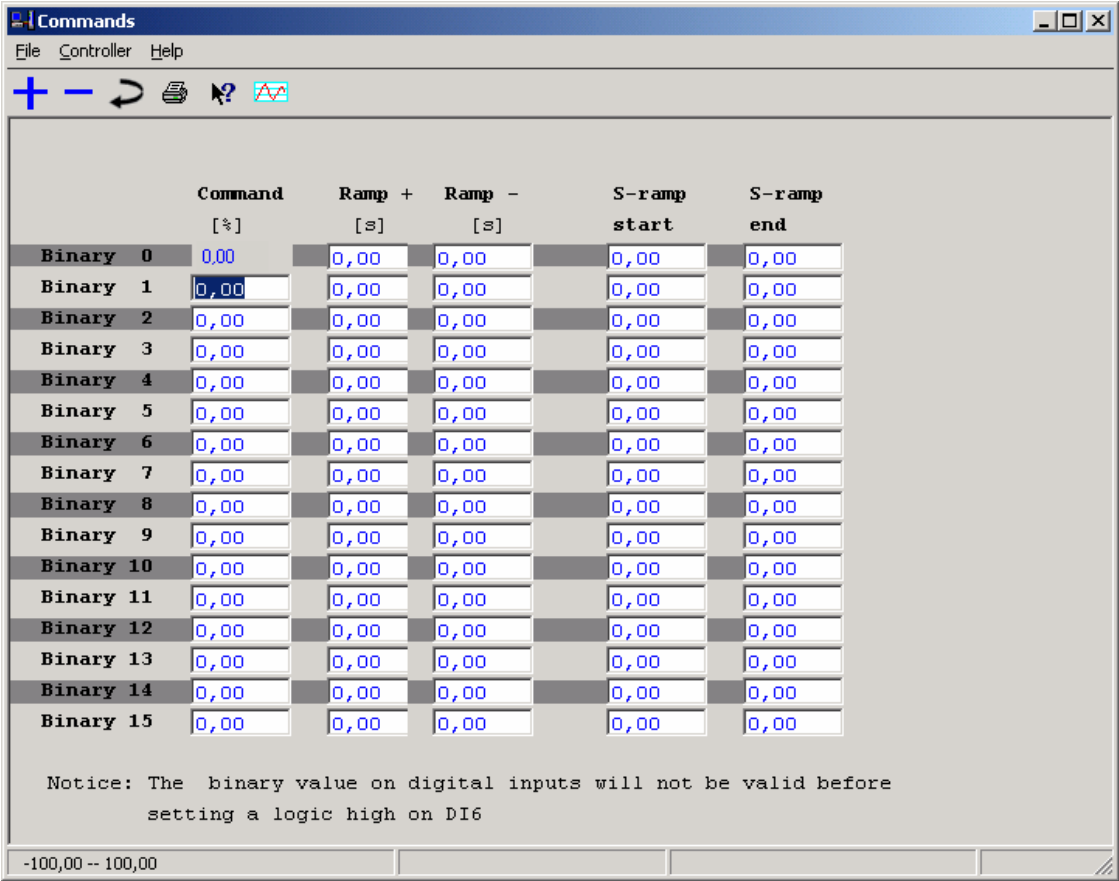 Commands
File Controller Help
Command Ramp + Ramp - S-ramp S-ramp
[%] [s] [s] start end
Binary 0 0,00 0,00 0,00 0,00 0,00
Binary 1 0,00 0,00 0,00 0,00 0,00
Binary 2 0,00 0,00 0,00 0,00 0,00
Binary 3 0,00 0,00 0,00 0,00 0,00
Binary 4 0,00 0,00 0,00 0,00 0,00
Binary 5 0,00 0,00 0,00 0,00 0,00
Binary 6 0,00 0,00 0,00 0,00 0,00
Binary 7 0,00 0,00 0,00 0,00 0,00
Binary 8 0,00 0,00 0,00 0,00 0,00
Binary 9 0,00 0,00 0,00 0,00 0,00
Binary 10 0,00 0,00 0,00 0,00 0,00
Binary 11 0,00 0,00 0,00 0,00 0,00
Binary 12 0,00 0,00 0,00 0,00 0,00
Binary 13 0,00 0,00 0,00 0,00 0,00
Binary 14 0,00 0,00 0,00 0,00 0,00
Binary 15 0,00 0,00 0,00 0,00 0,00
Notice: The binary value on digital inputs will not be valid before
setting a logic high on DI6
-100,00 -- 100,00